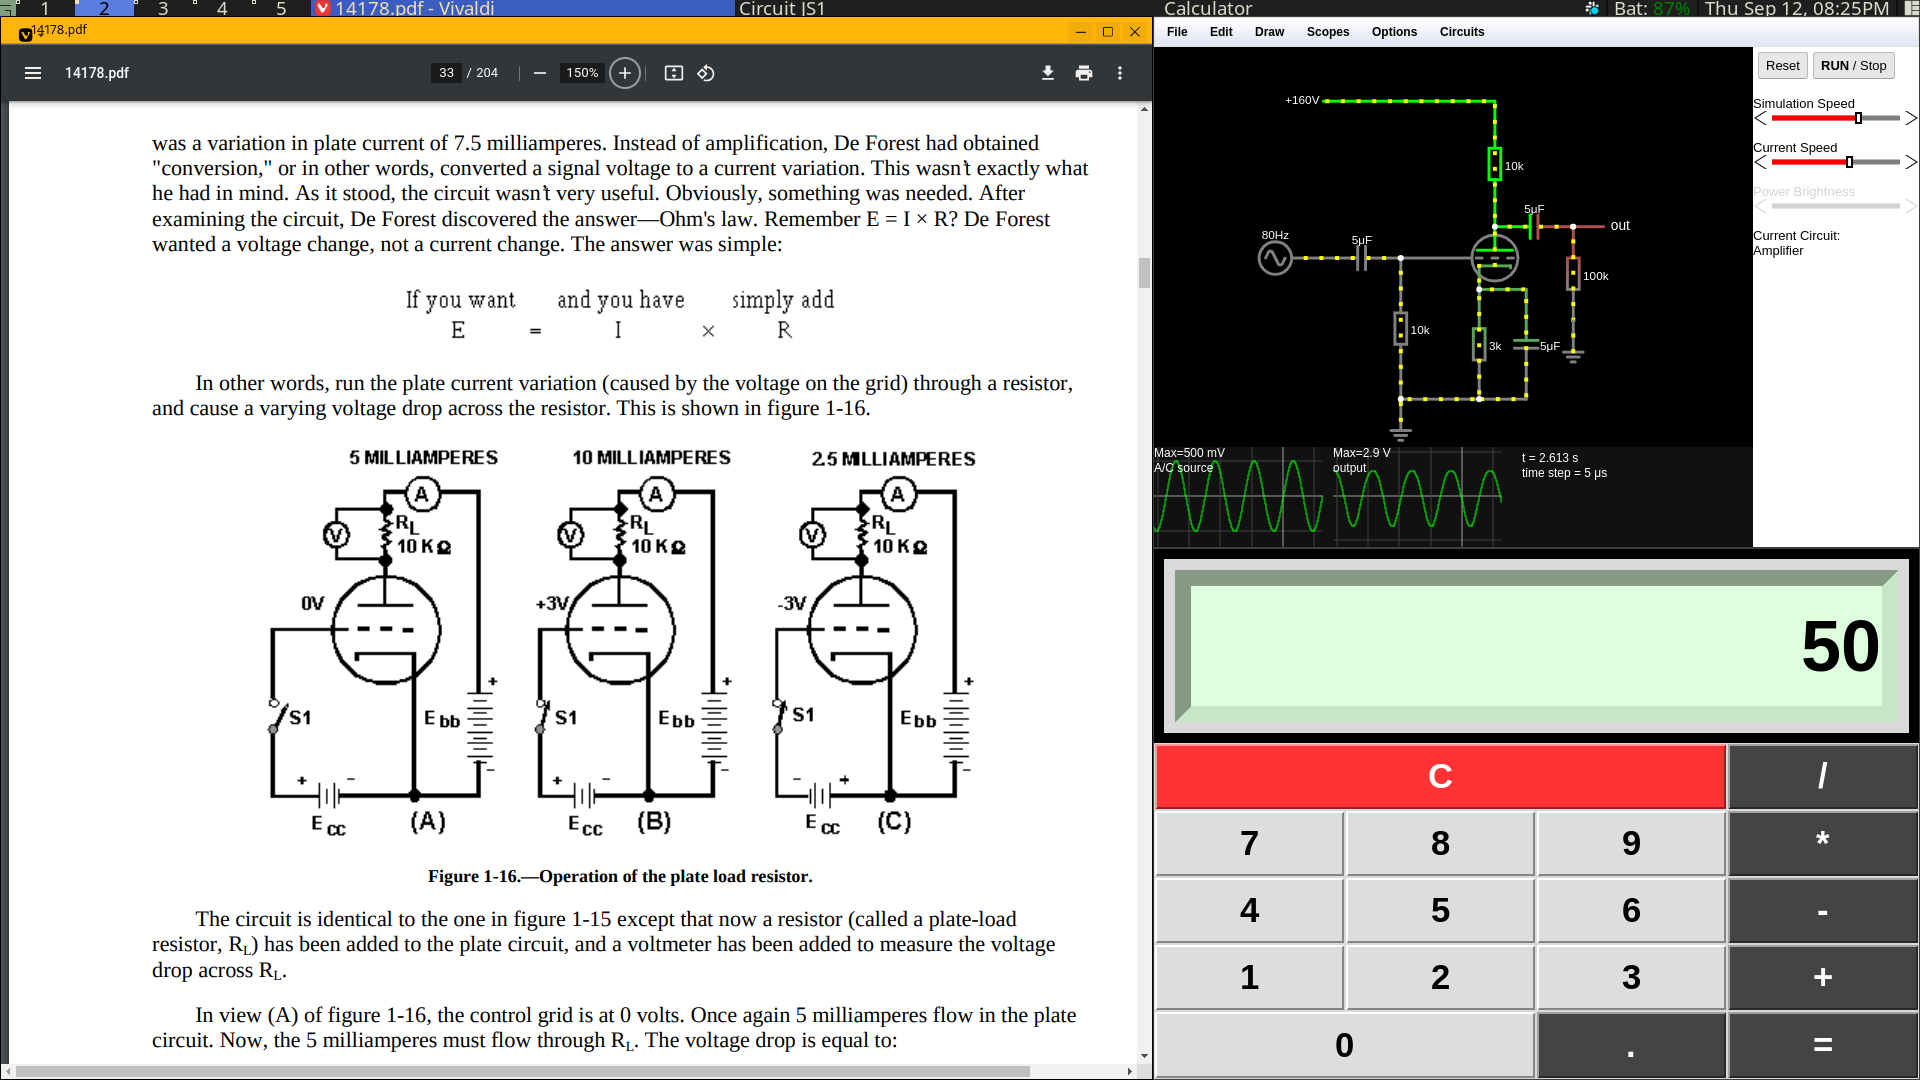 1 2 3 4 5 14178.pdf - Vivaldi Circuit JS1 Calculator Bat: 87% Thu Sep 12, 08:25PM
14178.pdf
14178.pdf 33 / 204 150%
was a variation in plate current of 7.5 milliamperes. Instead of amplification, De Forest had obtained
"conversion," or in other words, converted a signal voltage to a current variation. This wasn't exactly what
he had in mind. As it stood, the circuit wasn't very useful. Obviously, something was needed. After
examining the circuit, De Forest discovered the answer—Ohm's law. Remember E = I × R? De Forest
wanted a voltage change, not a current change. The answer was simple:
If you want and you have simply add
E = I × R
In other words, run the plate current variation (caused by the voltage on the grid) through a resistor,
and cause a varying voltage drop across the resistor. This is shown in figure 1-16.
5 MILLIAMPERES 10 MILLIAMPERES 2.5 MILLIAMPERES
A A A
V RL V RL V RL
10 K Ω 10 K Ω 10 K Ω
0V +3V -3V
+ + +
S1 Ebb S1 Ebb S1 Ebb
- - -
+ - + - - +
Ecc (A) Ecc (B) Ecc (C)
Figure 1-16.—Operation of the plate load resistor.
The circuit is identical to the one in figure 1-15 except that now a resistor (called a plate-load
resistor, RL) has been added to the plate circuit, and a voltmeter has been added to measure the voltage
drop across RL.
In view (A) of figure 1-16, the control grid is at 0 volts. Once again 5 milliamperes flow in the plate
circuit. Now, the 5 milliamperes must flow through RL. The voltage drop is equal to:
File Edit Draw Scopes Options Circuits
+160V
10k
5μF
out
80Hz
5μF
100k
10k
3k
5μF
Max=500 mV
A/C source
Max=2.9 V
output
t = 2.613 s
time step = 5 μs
Reset RUN / Stop
Simulation Speed
Current Speed
Power Brightness
Current Circuit:
Amplifier
50
C /
7 8 9 *
4 5 6 -
1 2 3 +
0 . =